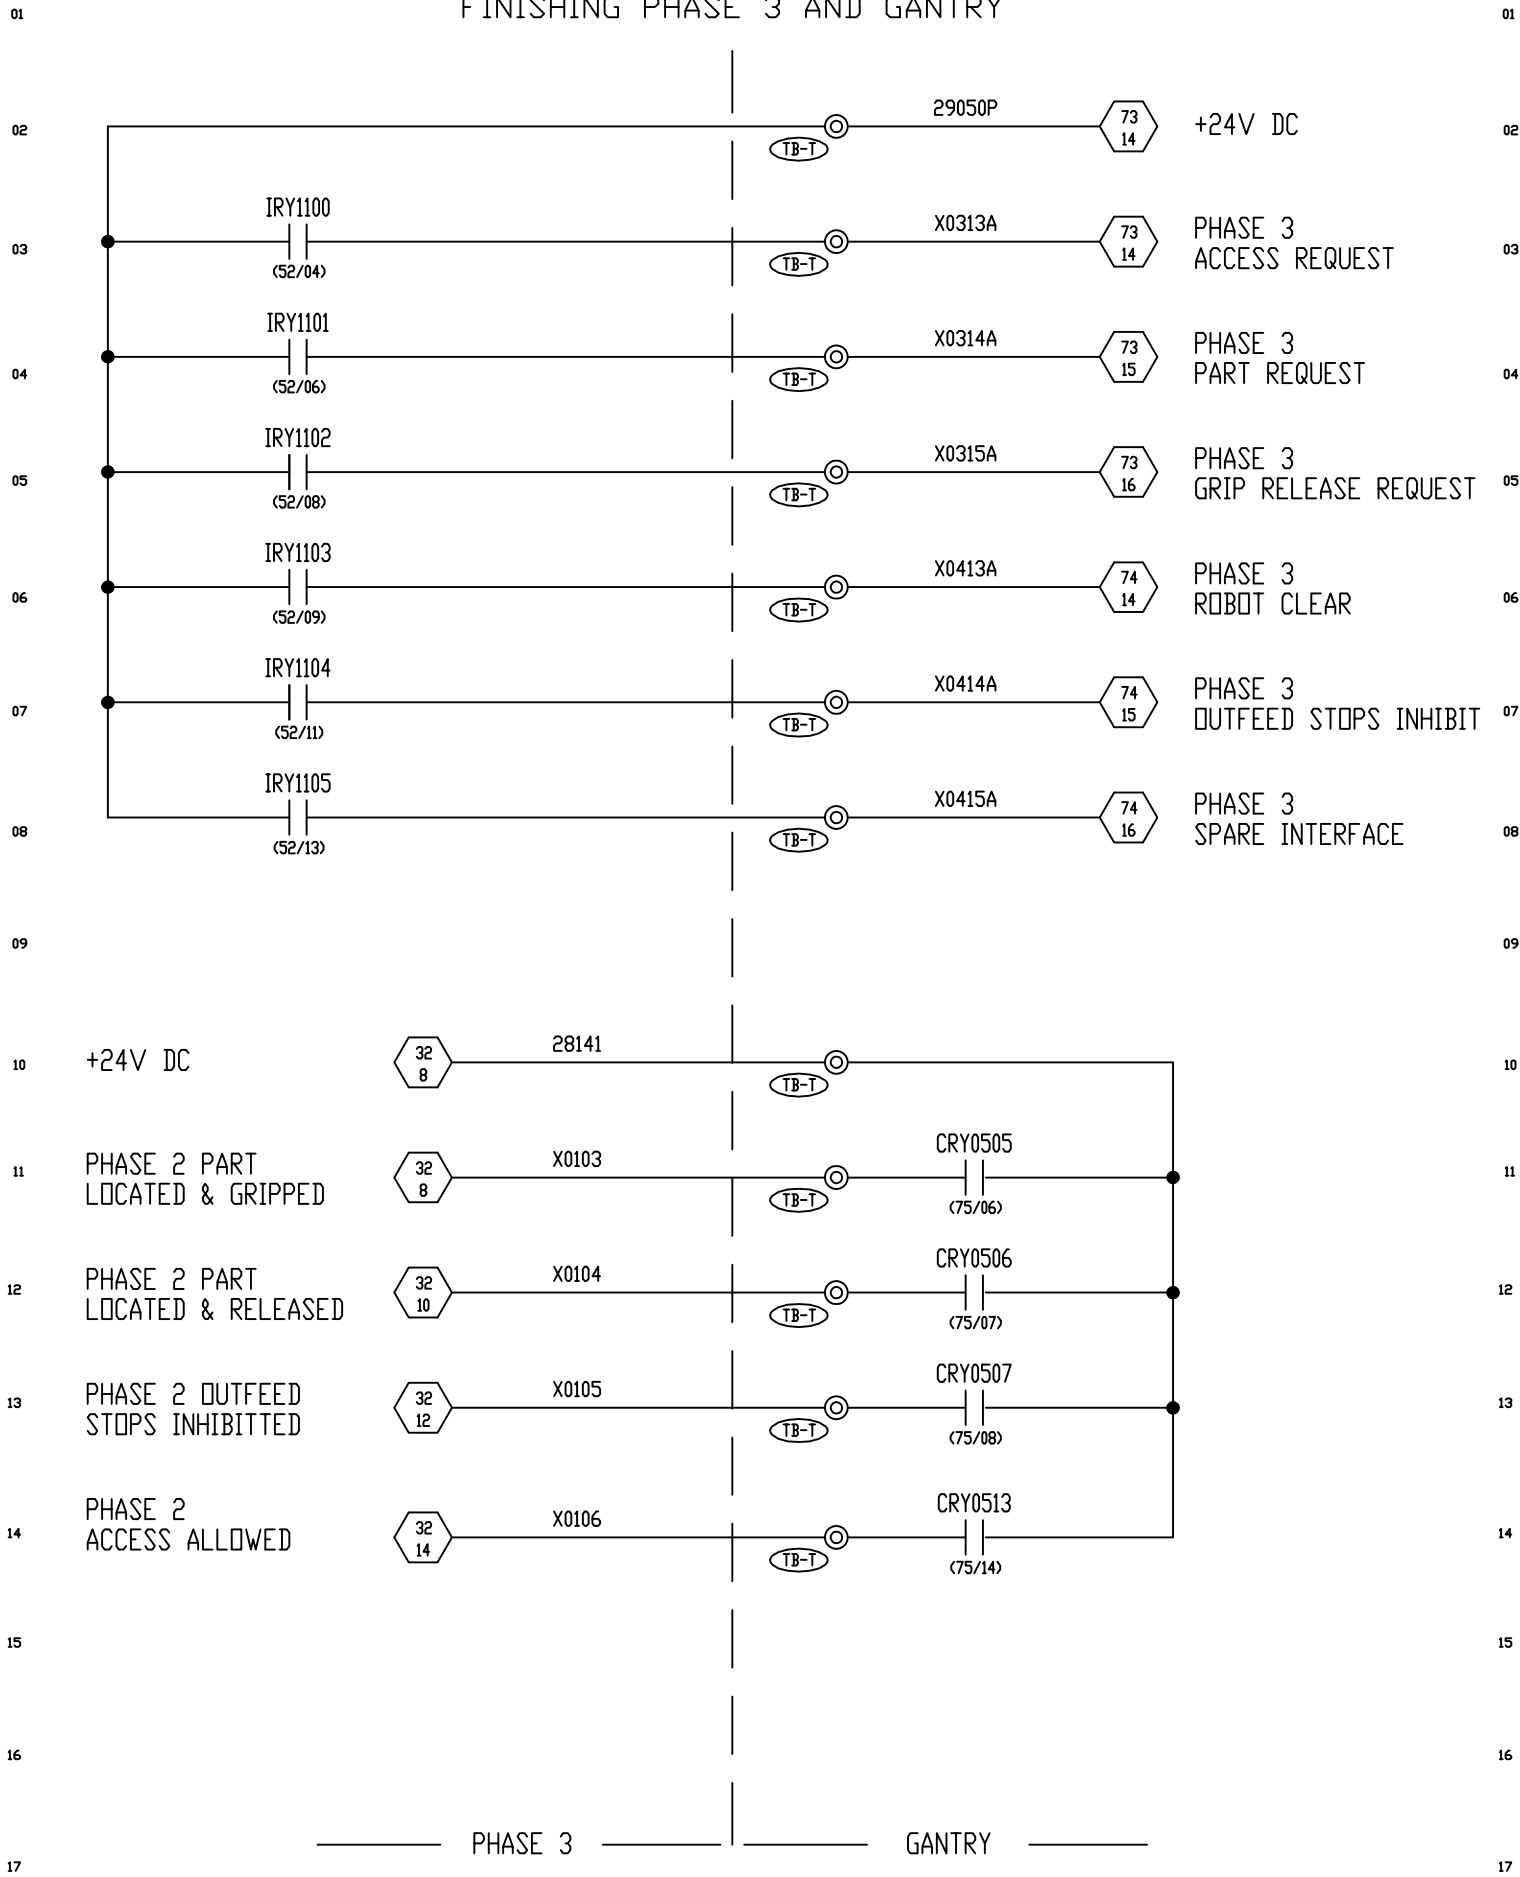 01 FINISHING PHASE 3 AND GANTRY 01
29050P
02 TB-T 73 14 +24V DC 02
IRY1100 X0313A
03 (52/04) TB-T 73 14 PHASE 3 03
ACCESS REQUEST
IRY1101 X0314A
04 (52/06) TB-T 73 15 PHASE 3 04
PART REQUEST
IRY1102 X0315A
05 (52/08) TB-T 73 16 PHASE 3 05
GRIP RELEASE REQUEST
IRY1103 X0413A
06 (52/09) TB-T 74 14 PHASE 3 06
ROBOT CLEAR
IRY1104 X0414A
07 (52/11) TB-T 74 15 PHASE 3 07
OUTFEED STOPS INHIBIT
IRY1105 X0415A
08 (52/13) TB-T 74 16 PHASE 3 08
SPARE INTERFACE
09 09
28141
10 +24V DC 32 8 TB-T 10
X0103 CRY0505
11 PHASE 2 PART 32 8 TB-T (75/06) 11
LOCATED & GRIPPED
X0104 CRY0506
12 PHASE 2 PART 32 10 TB-T (75/07) 12
LOCATED & RELEASED
X0105 CRY0507
13 PHASE 2 OUTFEED 32 12 TB-T (75/08) 13
STOPS INHIBITTED
X0106 CRY0513
14 PHASE 2 32 14 TB-T (75/14) 14
ACCESS ALLOWED
15 15
16 16
PHASE 3 GANTRY
17 17